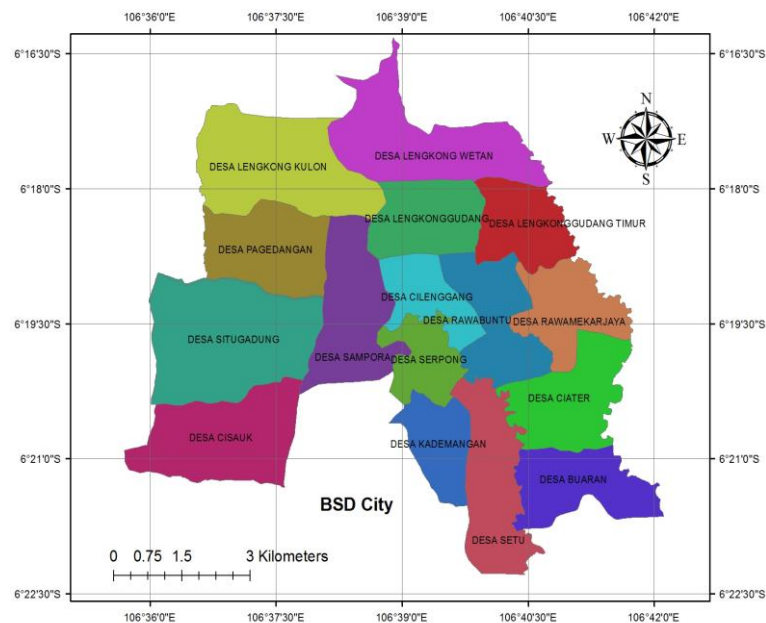 106°36'0"E 106°37'30"E 106°39'0"E 106°40'30"E 106°42'0"E
6°16'30"S 6°16'30"S
N
W E
S
DESA LENGKONG WETAN
DESA LENGKONG KULON
6°18'0"S 6°18'0"S
DESA LENGKONGGUDANG DESA LENGKONGGUDANG TIMUR
DESA PAGEDANGAN
DESA CILENGGANG
6°19'30"S DESA RAWABUNTU DESA RAWAMEKARJAYA 6°19'30"S
DESA SITUGADUNG
DESA SAMPORA DESA SERPONG
DESA CIATER
DESA CISAUK DESA KADEMANGAN
6°21'0"S 6°21'0"S
DESA BUARAN
BSD City
DESA SETU
0 0.75 1.5 3 Kilometers
6°22'30"S 6°22'30"S
106°36'0"E 106°37'30"E 106°39'0"E 106°40'30"E 106°42'0"E